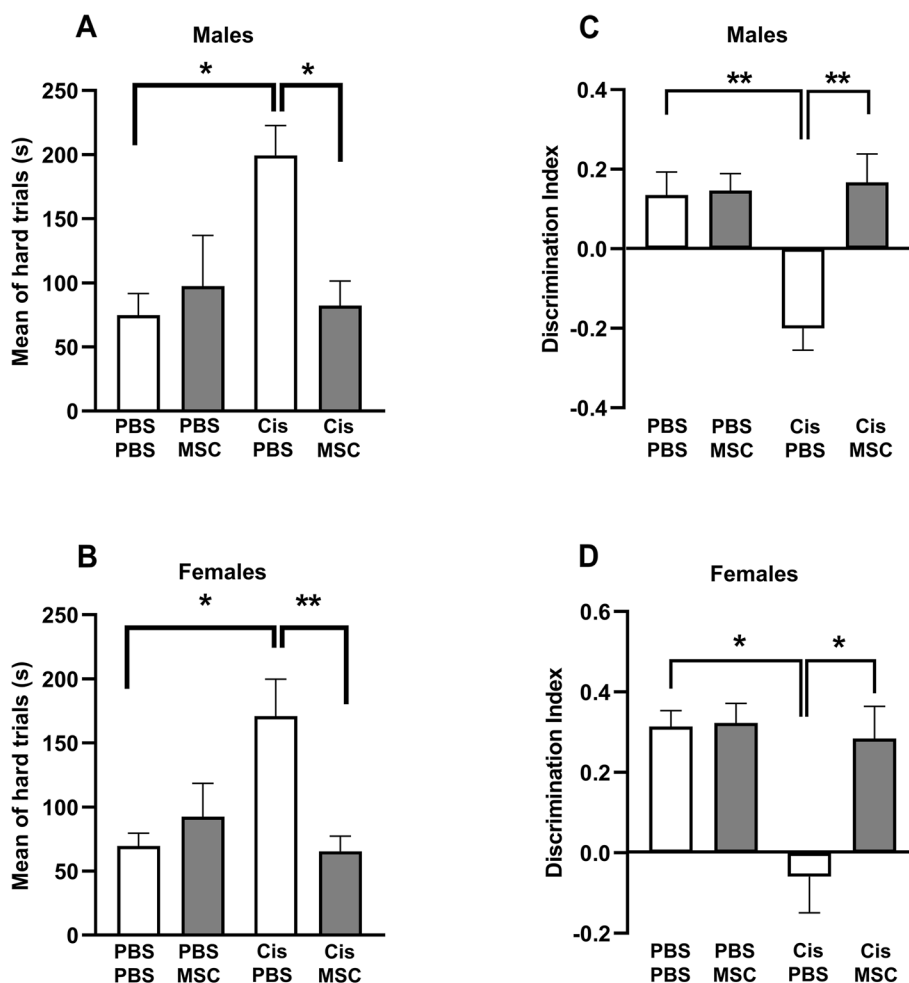 A
Males
* *
Mean of hard trials (s)
250
200
150
100
50
0
PBS PBS Cis Cis
PBS MSC PBS MSC
C
Males
** **
Discrimination Index
0.4
0.2
0.0
-0.2
-0.4
PBS PBS Cis Cis
PBS MSC PBS MSC
B
Females
* **
Mean of hard trials (s)
250
200
150
100
50
0
PBS PBS Cis Cis
PBS MSC PBS MSC
D
Females
* *
Discrimination Index
0.6
0.4
0.2
0.0
-0.2
PBS PBS Cis Cis
PBS MSC PBS MSC